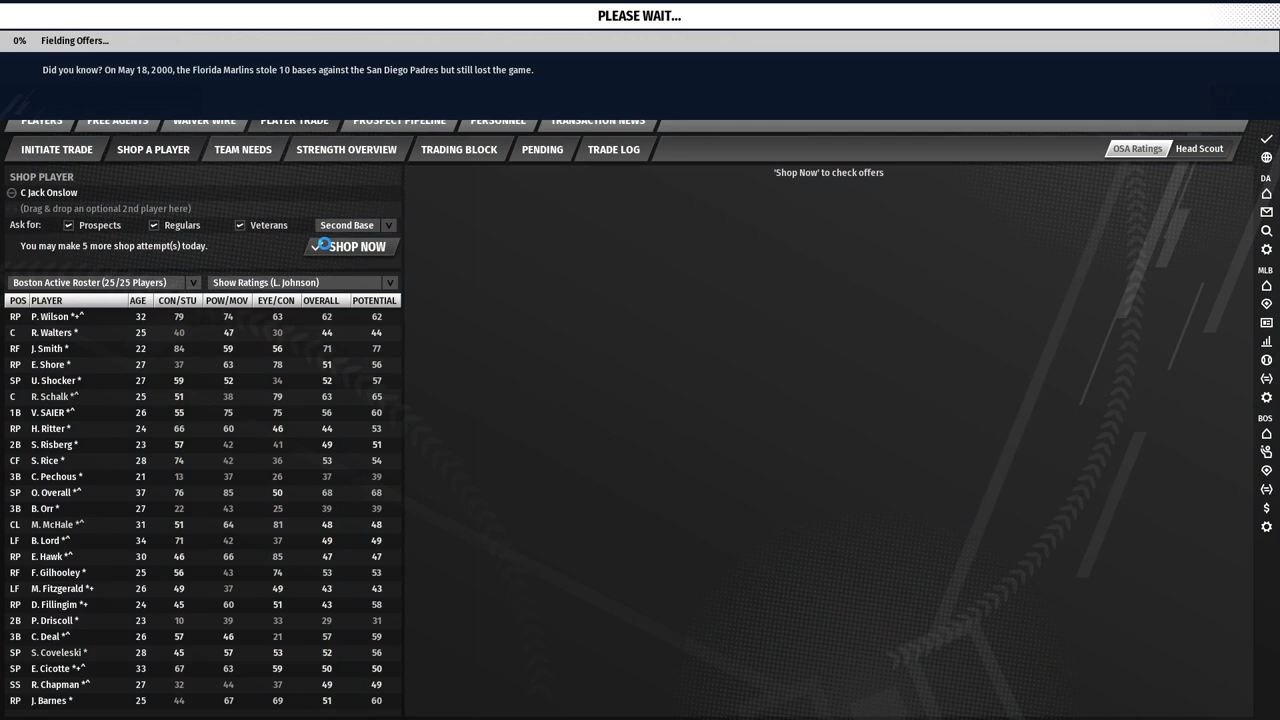 PLEASE WAIT...
0% Fielding Offers...
Did you know? On May 18, 2000, the Florida Marlins stole 10 bases against the San Diego Padres but still lost the game.
PLAYERS FREE AGENTS WAIVER WIRE PLAYER TRADE PROSPECT PIPELINE PERSONNEL TRANSACTION NEWS
INITIATE TRADE SHOP A PLAYER TEAM NEEDS STRENGTH OVERVIEW TRADING BLOCK PENDING TRADE LOG OSA Ratings Head Scout
SHOP PLAYER
'Shop Now' to check offers
C Jack Onslow
(Drag & drop an optional 2nd player here)
Ask for: Prospects Regulars Veterans Second Base
You may make 5 more shop attempt(s) today. SHOP NOW
Boston Active Roster (25/25 Players) Show Ratings (L. Johnson)
POS PLAYER AGE CON/STU POW/MOV EYE/CON OVERALL POTENTIAL
RP P. Wilson *+^ 32 79 74 63 62 62
C R. Walters * 25 40 47 30 44 44
RF J. Smith * 22 84 59 56 71 77
RP E. Shore * 27 37 63 78 51 56
SP U. Shocker * 27 59 52 34 52 57
C R. Schalk *^ 25 51 38 79 63 65
1B V. SAIER *^ 26 55 75 75 56 60
RP H. Ritter * 24 66 60 46 44 53
2B S. Risberg * 23 57 42 41 49 51
CF S. Rice * 28 74 42 36 53 54
3B C. Pechous * 21 13 37 26 37 39
SP O. Overall *^ 37 76 85 50 68 68
3B B. Orr * 27 22 43 25 39 39
CL M. McHale *^ 31 51 64 81 48 48
LF B. Lord *^ 34 71 42 37 49 49
RP E. Hawk *^ 30 46 66 85 47 47
RF F. Gilhooley * 25 56 43 74 53 53
LF M. Fitzgerald *+ 26 49 37 49 43 43
RP D. Fillingim *+ 24 45 60 51 43 58
2B P. Driscoll * 23 10 39 33 29 31
3B C. Deal *^ 26 57 46 21 57 59
SP S. Coveleski * 28 45 57 53 52 56
SP E. Cicotte *+^ 33 67 63 59 50 50
SS R. Chapman *^ 27 32 44 37 49 49
RP J. Barnes * 25 44 67 69 51 60
DA
MLB
BOS